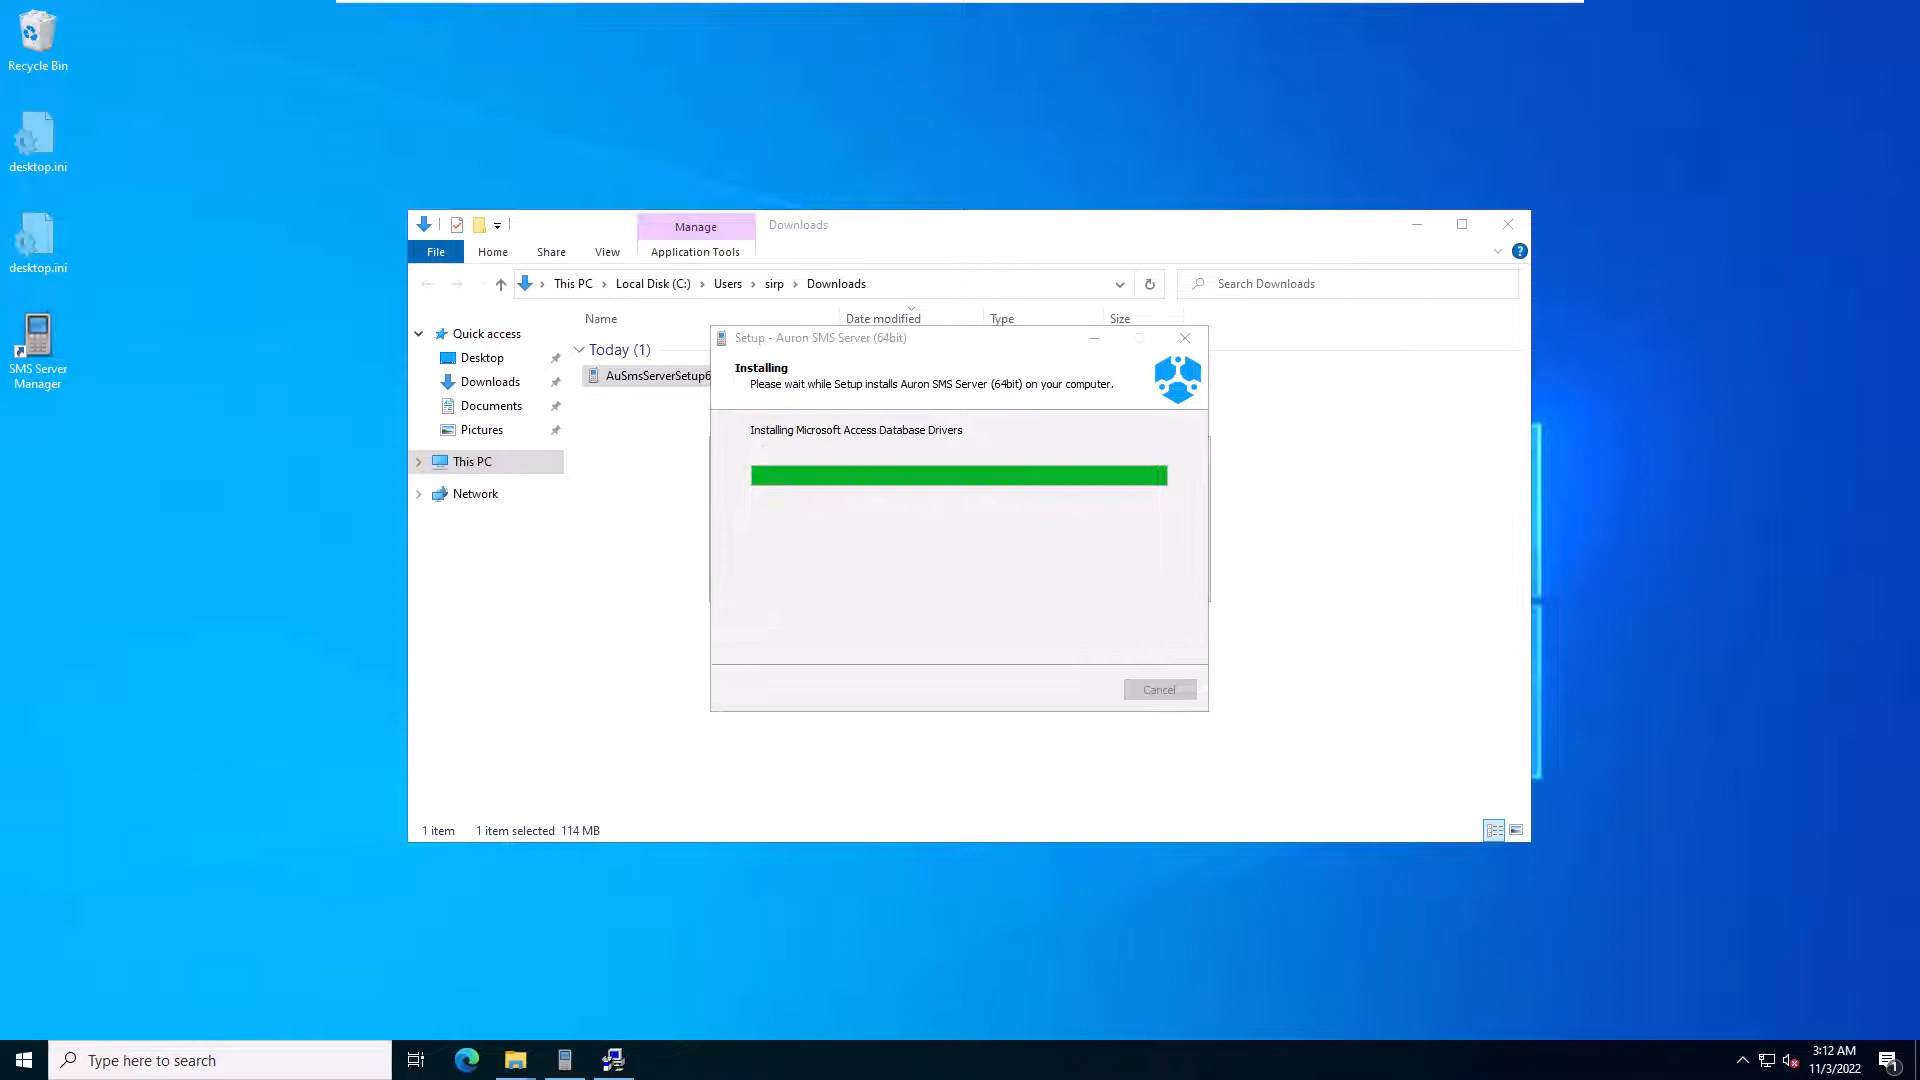 Recycle Bin
desktop.ini
desktop.ini
SMS Server
Manager
Manage
Downloads
File
Home
Share
View
Application Tools
?
This PC
Local Disk (C:)
Users
sirp
Downloads
Search Downloads
Name
Date modified
Type
Size
Quick access
Desktop
Downloads
Documents
Pictures
This PC
Network
Today (1)
AuSmsServerSetup6
Setup - Auron SMS Server (64bit)
Installing
Please wait while Setup installs Auron SMS Server (64bit) on your computer.
Installing Microsoft Access Database Drivers
Cancel
1 item
1 item selected 114 MB
Type here to search
3:12 AM
11/3/2022
1